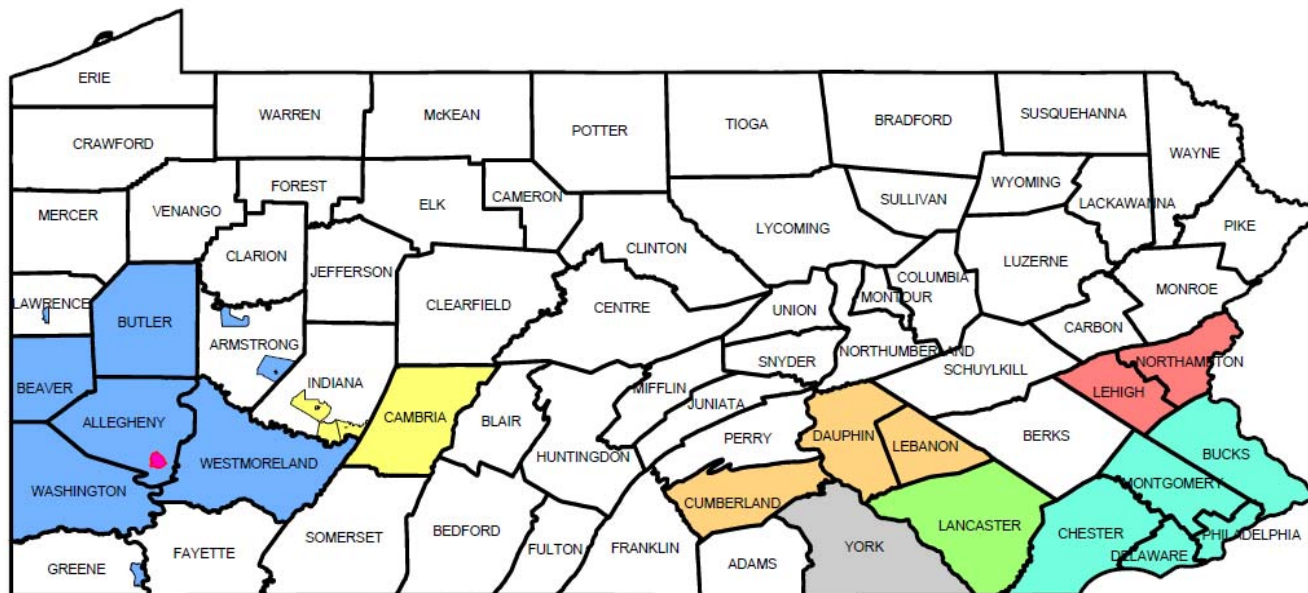 ERIE
WARREN
McKEAN
POTTER
TIOGA
BRADFORD
SUSQUEHANNA
CRAWFORD
WAYNE
FOREST
WYOMING
MERCER
VENANGO
ELK
CAMERON
SULLIVAN
LACKAWANNA
LYCOMING
PIKE
CLARION
CLINTON
JEFFERSON
COLUMBIA
LUZERNE
LAWRENCE
BUTLER
CLEARFIELD
CENTRE
MONTOUR
MONROE
UNION
CARBON
ARMSTRONG
NORTHUMBERLAND
SNYDER
NORTHAMPTON
SCHUYLKILL
BEAVER
INDIANA
MIFFLIN
LEHIGH
JUNIATA
ALLEGHENY
CAMBRIA
BLAIR
PERRY
DAUPHIN
LEBANON
BERKS
BUCKS
WESTMORELAND
HUNTINGDON
WASHINGTON
MONTGOMERY
CUMBERLAND
LANCASTER
CHESTER
PHILADELPHIA
SOMERSET
BEDFORD
FULTON
FRANKLIN
YORK
DELAWARE
FAYETTE
GREENE
ADAMS